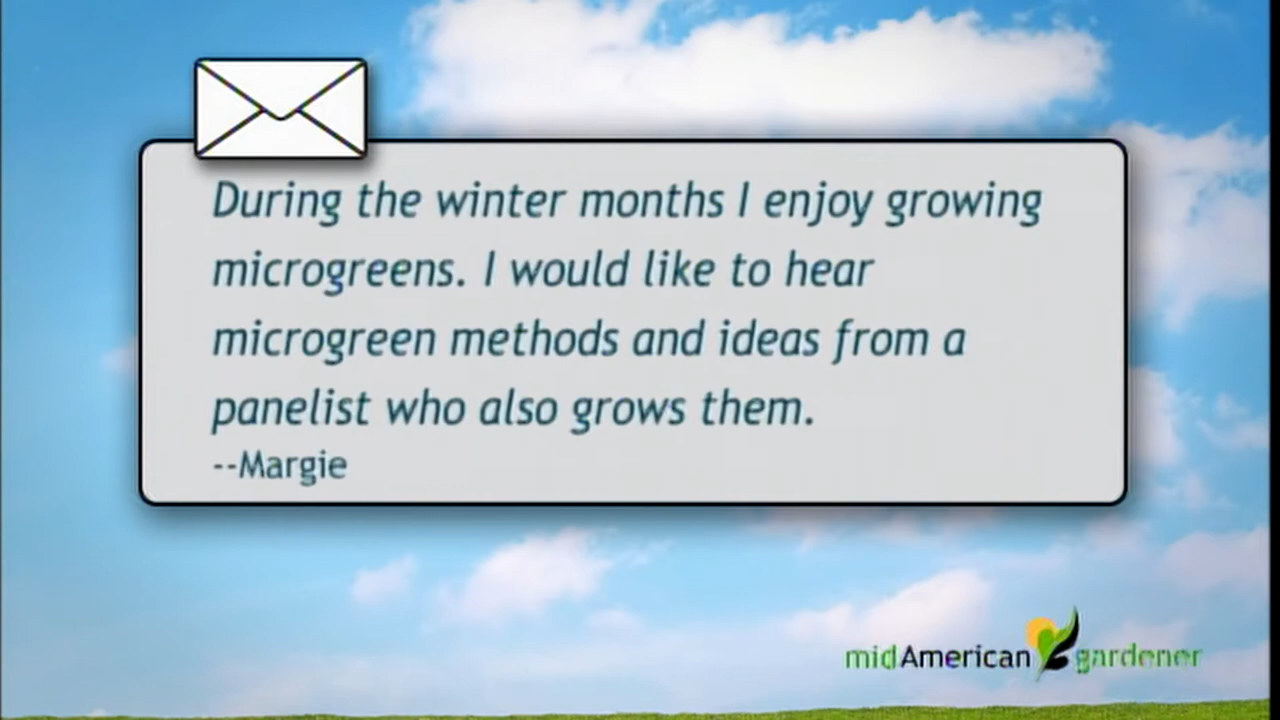 During the winter months I enjoy growing
microgreens. I would like to hear
microgreen methods and ideas from a
panelist who also grows them.
--Margie
midAmerican gardener